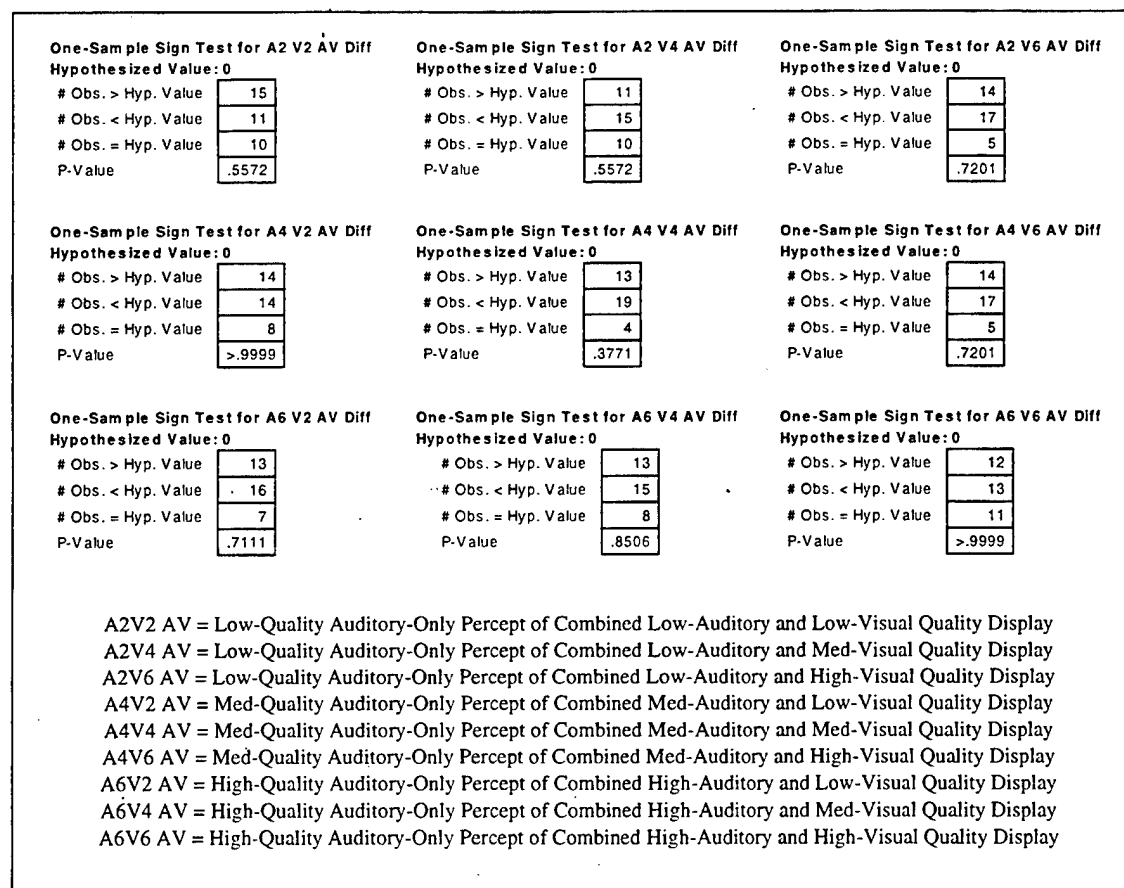 One-Sample Sign Test for A2 V2 AV Diff
Hypothesized Value: 0
# Obs. > Hyp. Value 15
# Obs. < Hyp. Value 11
# Obs. = Hyp. Value 10
P-Value .5572
One-Sample Sign Test for A2 V4 AV Diff
Hypothesized Value: 0
# Obs. > Hyp. Value 11
# Obs. < Hyp. Value 15
# Obs. = Hyp. Value 10
P-Value .5572
One-Sample Sign Test for A2 V6 AV Diff
Hypothesized Value: 0
# Obs. > Hyp. Value 14
# Obs. < Hyp. Value 17
# Obs. = Hyp. Value 5
P-Value .7201
One-Sample Sign Test for A4 V2 AV Diff
Hypothesized Value: 0
# Obs. > Hyp. Value 14
# Obs. < Hyp. Value 14
# Obs. = Hyp. Value 8
P-Value >.9999
One-Sample Sign Test for A4 V4 AV Diff
Hypothesized Value: 0
# Obs. > Hyp. Value 13
# Obs. < Hyp. Value 19
# Obs. = Hyp. Value 4
P-Value .3771
One-Sample Sign Test for A4 V6 AV Diff
Hypothesized Value: 0
# Obs. > Hyp. Value 14
# Obs. < Hyp. Value 17
# Obs. = Hyp. Value 5
P-Value .7201
One-Sample Sign Test for A6 V2 AV Diff
Hypothesized Value: 0
# Obs. > Hyp. Value 13
# Obs. < Hyp. Value 16
# Obs. = Hyp. Value 7
P-Value .7111
One-Sample Sign Test for A6 V4 AV Diff
Hypothesized Value: 0
# Obs. > Hyp. Value 13
# Obs. < Hyp. Value 15
# Obs. = Hyp. Value 8
P-Value .8506
One-Sample Sign Test for A6 V6 AV Diff
Hypothesized Value: 0
# Obs. > Hyp. Value 12
# Obs. < Hyp. Value 13
# Obs. = Hyp. Value 11
P-Value >.9999
A2V2 AV = Low-Quality Auditory-Only Percept of Combined Low-Auditory and Low-Visual Quality Display
A2V4 AV = Low-Quality Auditory-Only Percept of Combined Low-Auditory and Med-Visual Quality Display
A2V6 AV = Low-Quality Auditory-Only Percept of Combined Low-Auditory and High-Visual Quality Display
A4V2 AV = Med-Quality Auditory-Only Percept of Combined Med-Auditory and Low-Visual Quality Display
A4V4 AV = Med-Quality Auditory-Only Percept of Combined Med-Auditory and Med-Visual Quality Display
A4V6 AV = Med-Quality Auditory-Only Percept of Combined Med-Auditory and High-Visual Quality Display
A6V2 AV = High-Quality Auditory-Only Percept of Combined High-Auditory and Low-Visual Quality Display
A6V4 AV = High-Quality Auditory-Only Percept of Combined High-Auditory and Med-Visual Quality Display
A6V6 AV = High-Quality Auditory-Only Percept of Combined High-Auditory and High-Visual Quality Display